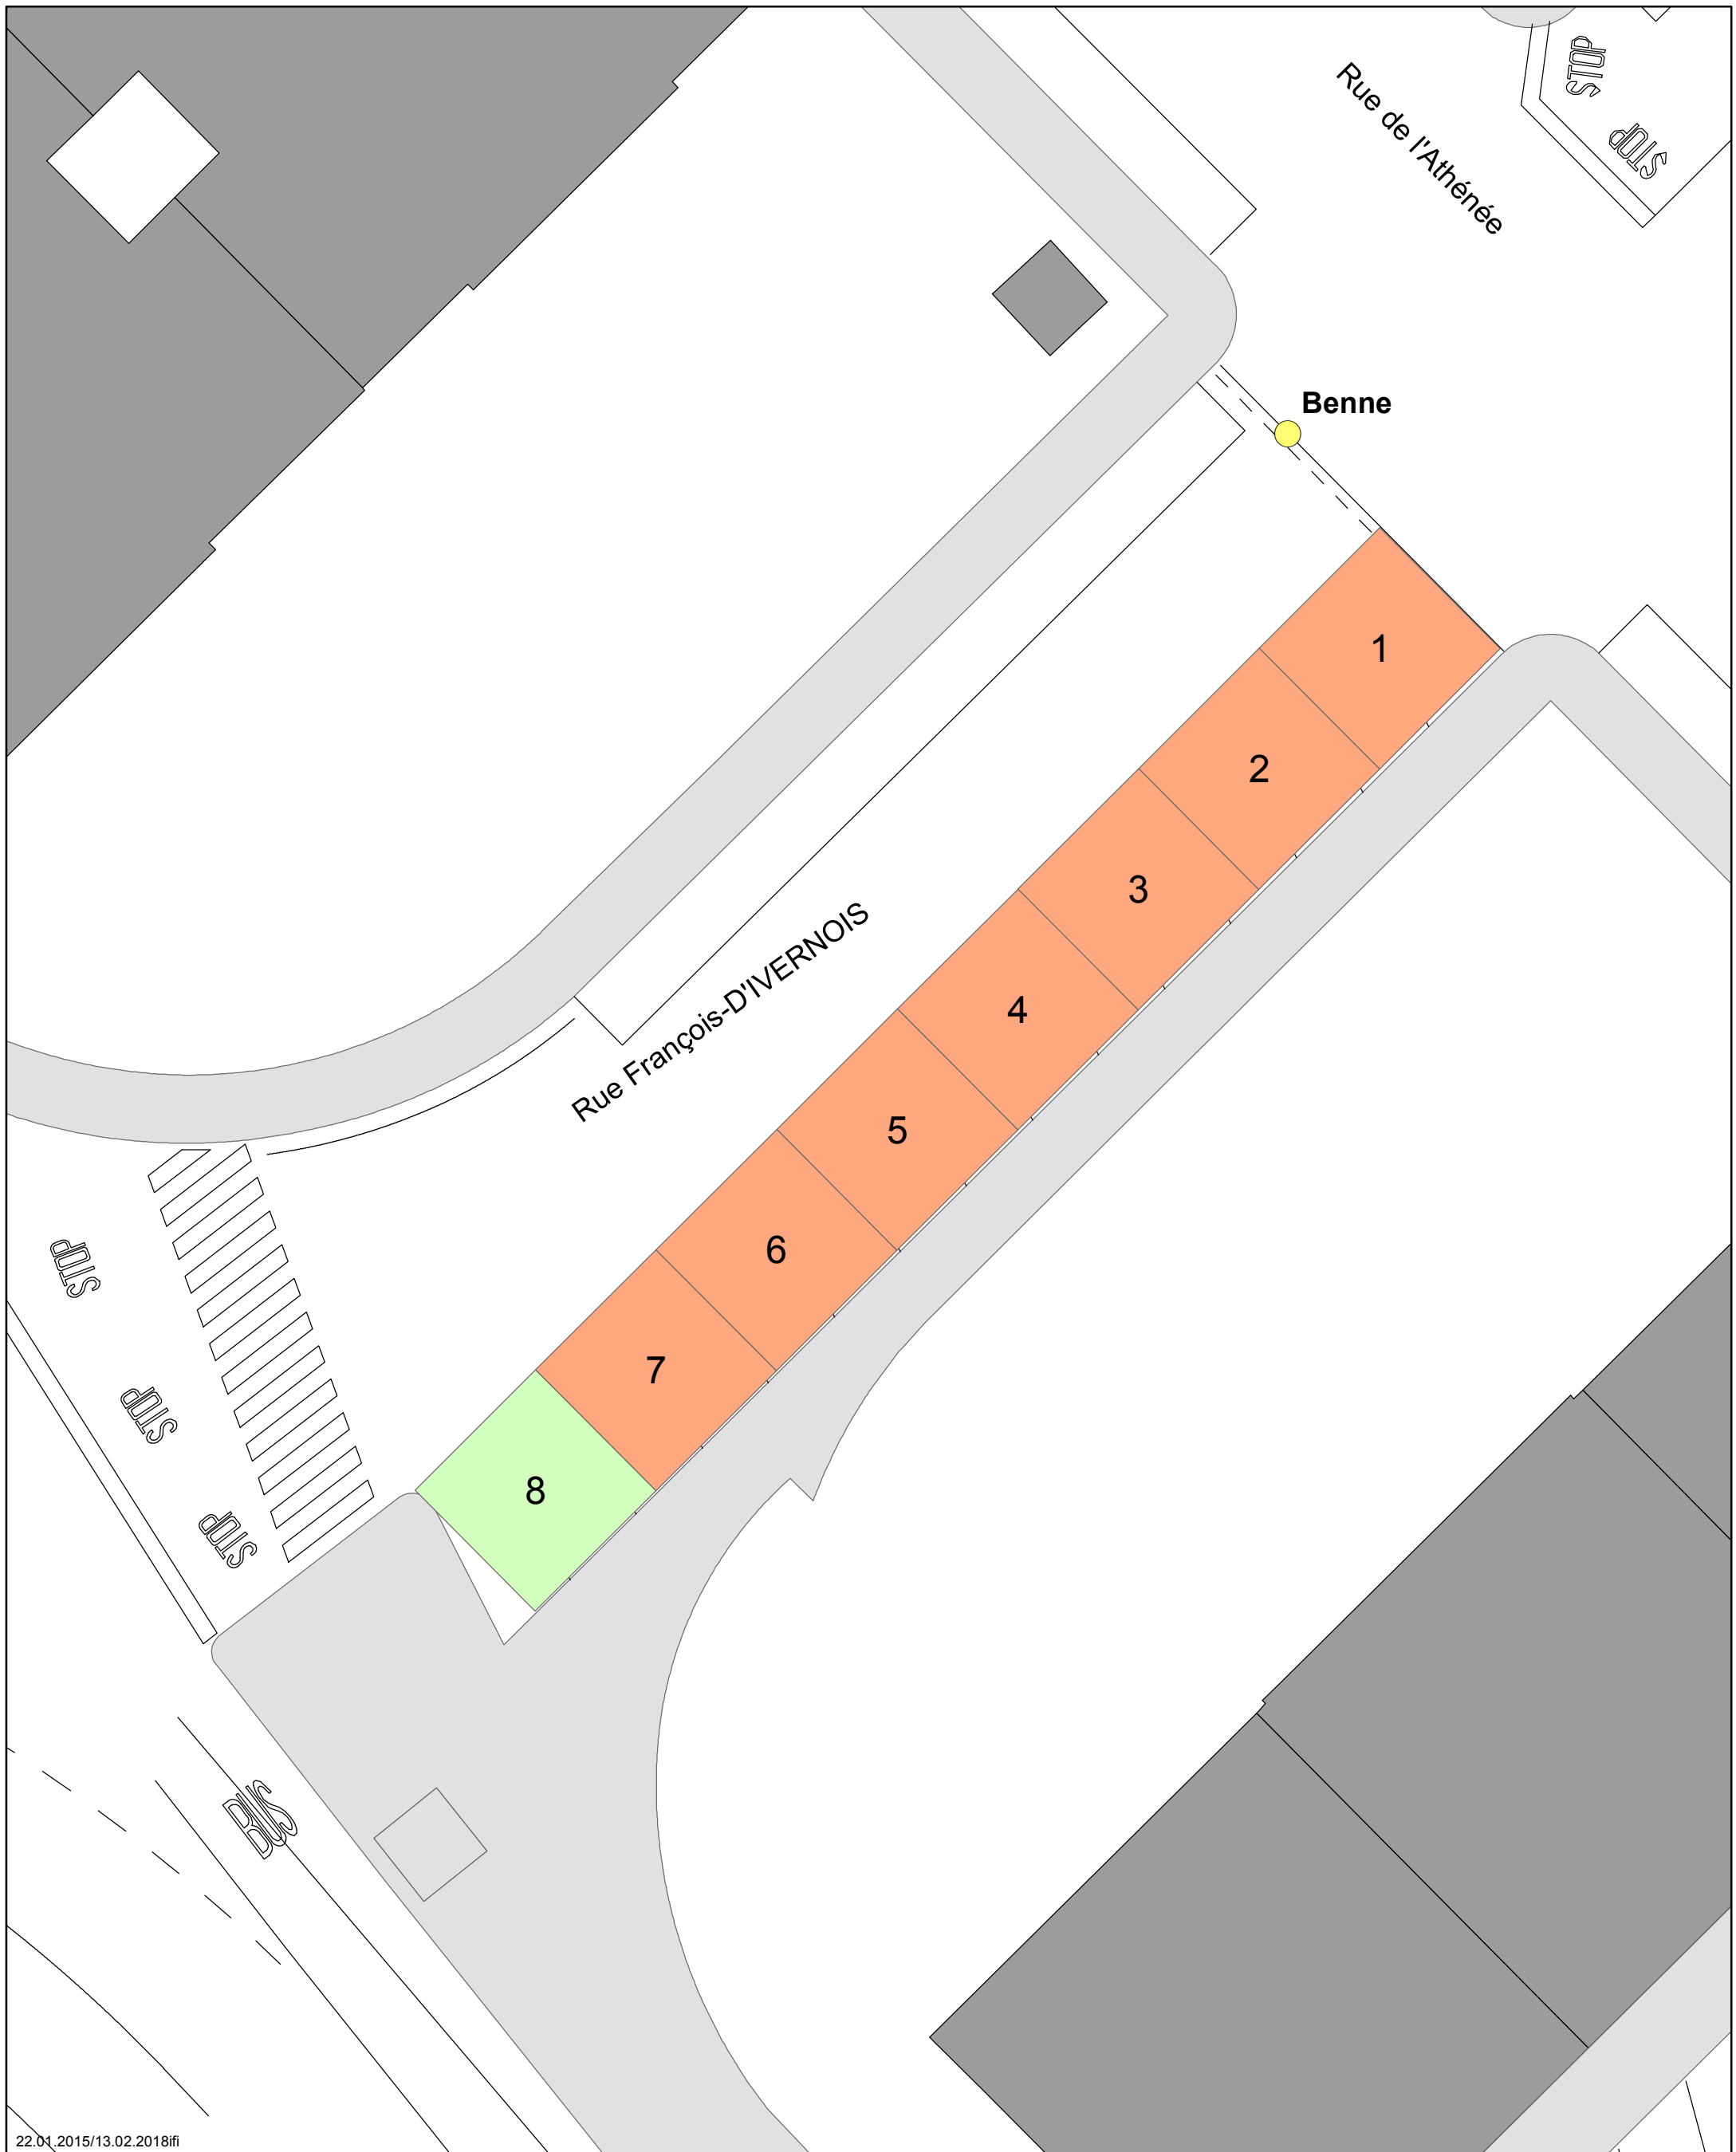 STOP
STOP
Rue de l'Athénée
Benne
1
2
3
4
Rue François-D'IVERNOIS
5
6
7
8
STOP
STOP
STOP
BUS
22.01.2015/13.02.2018ifi